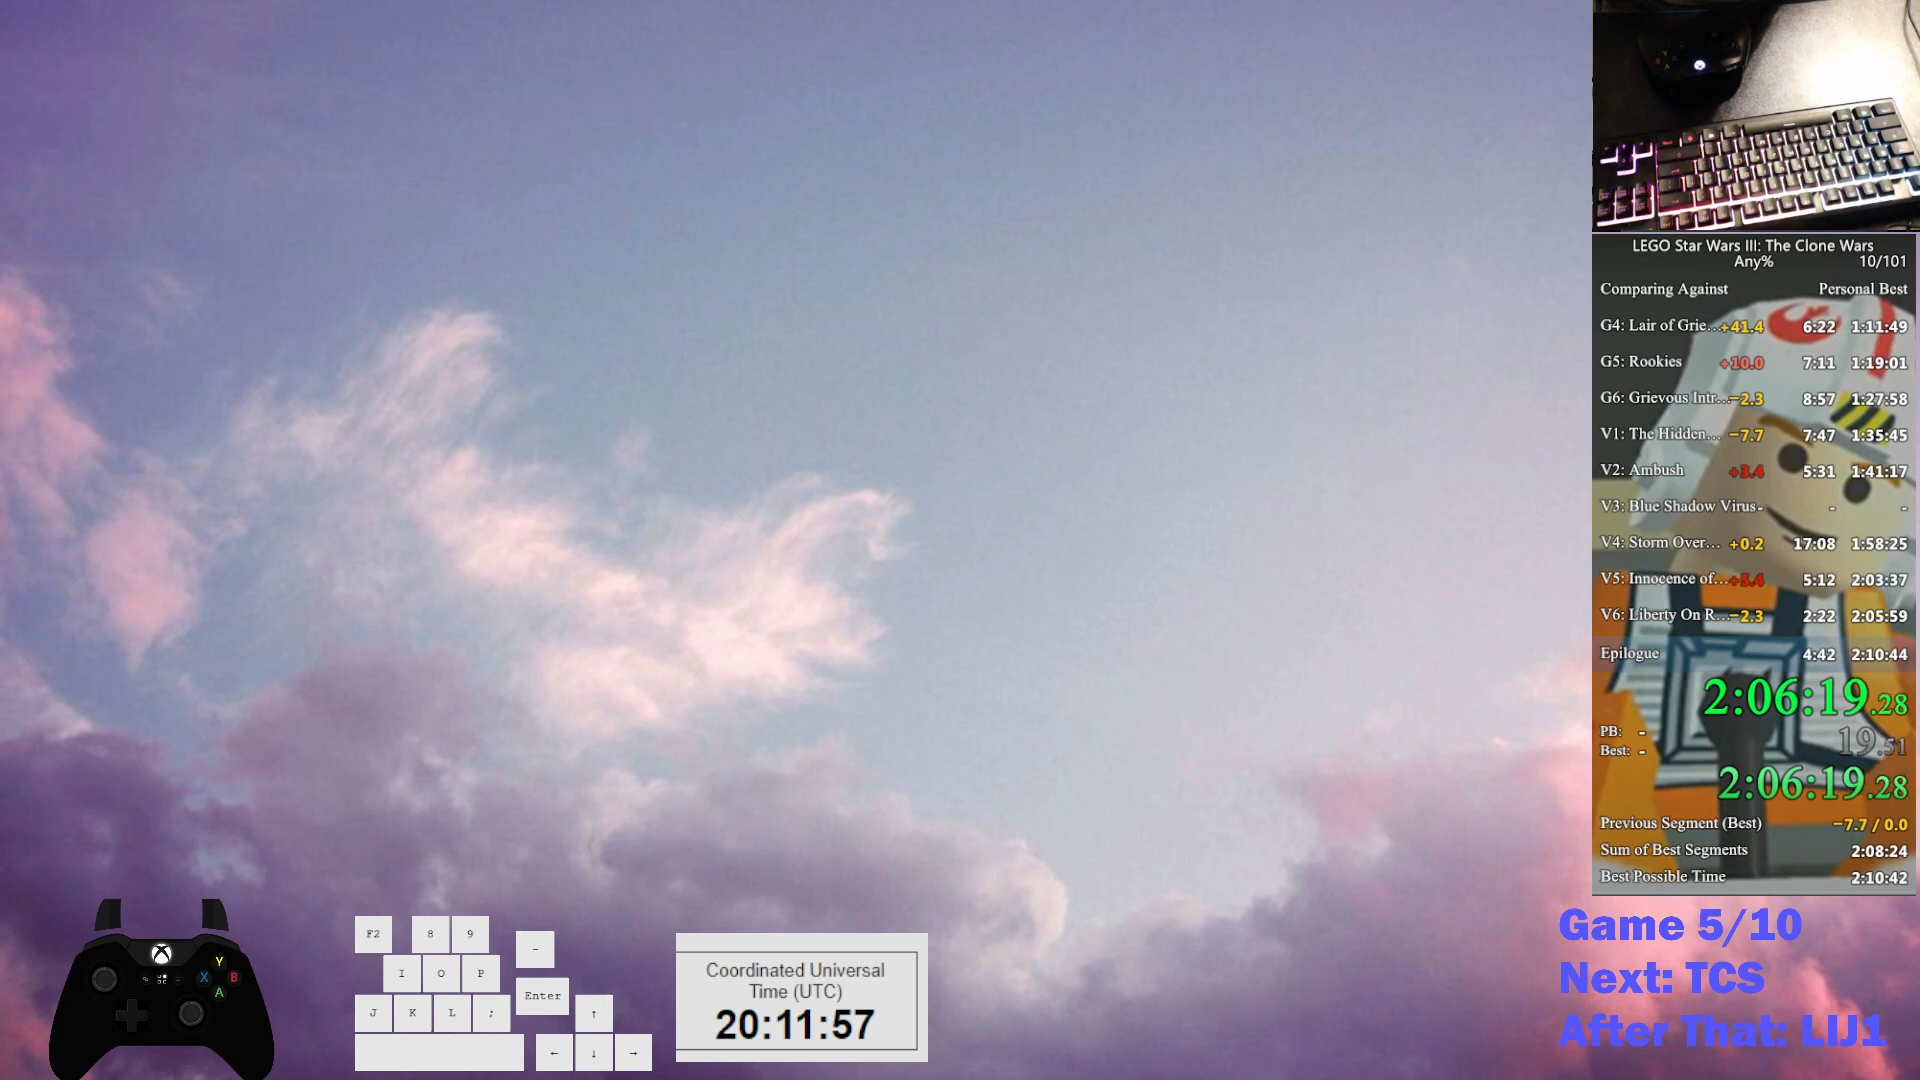 LEGO Star Wars III: The Clone Wars
Any% 10/101
Comparing Against Personal Best
G4: Lair of Grie... +41.4 6:22 1:11:49
G5: Rookies +10.0 7:11 1:19:01
G6: Grievous Intr... −2.3 8:57 1:27:58
V1: The Hidden... −7.7 7:47 1:35:45
V2: Ambush +3.4 5:31 1:41:17
V3: Blue Shadow Virus - - -
V4: Storm Over... +0.2 17:08 1:58:25
V5: Innocence of... +5.4 5:12 2:03:37
V6: Liberty On R... −2.3 2:22 2:05:59
Epilogue 4:42 2:10:44
2:06:19.28
PB: -
Best: - 19.51
2:06:19.28
Previous Segment (Best) −7.7 / 0.0
Sum of Best Segments 2:08:24
Best Possible Time 2:10:42
Game 5/10
Next: TCS
After That: LIJ1
Y
X B
A
F2 8 9 -
I O P
Enter
J K L ; ↑
← ↓ →
Coordinated Universal
Time (UTC)
20:11:57